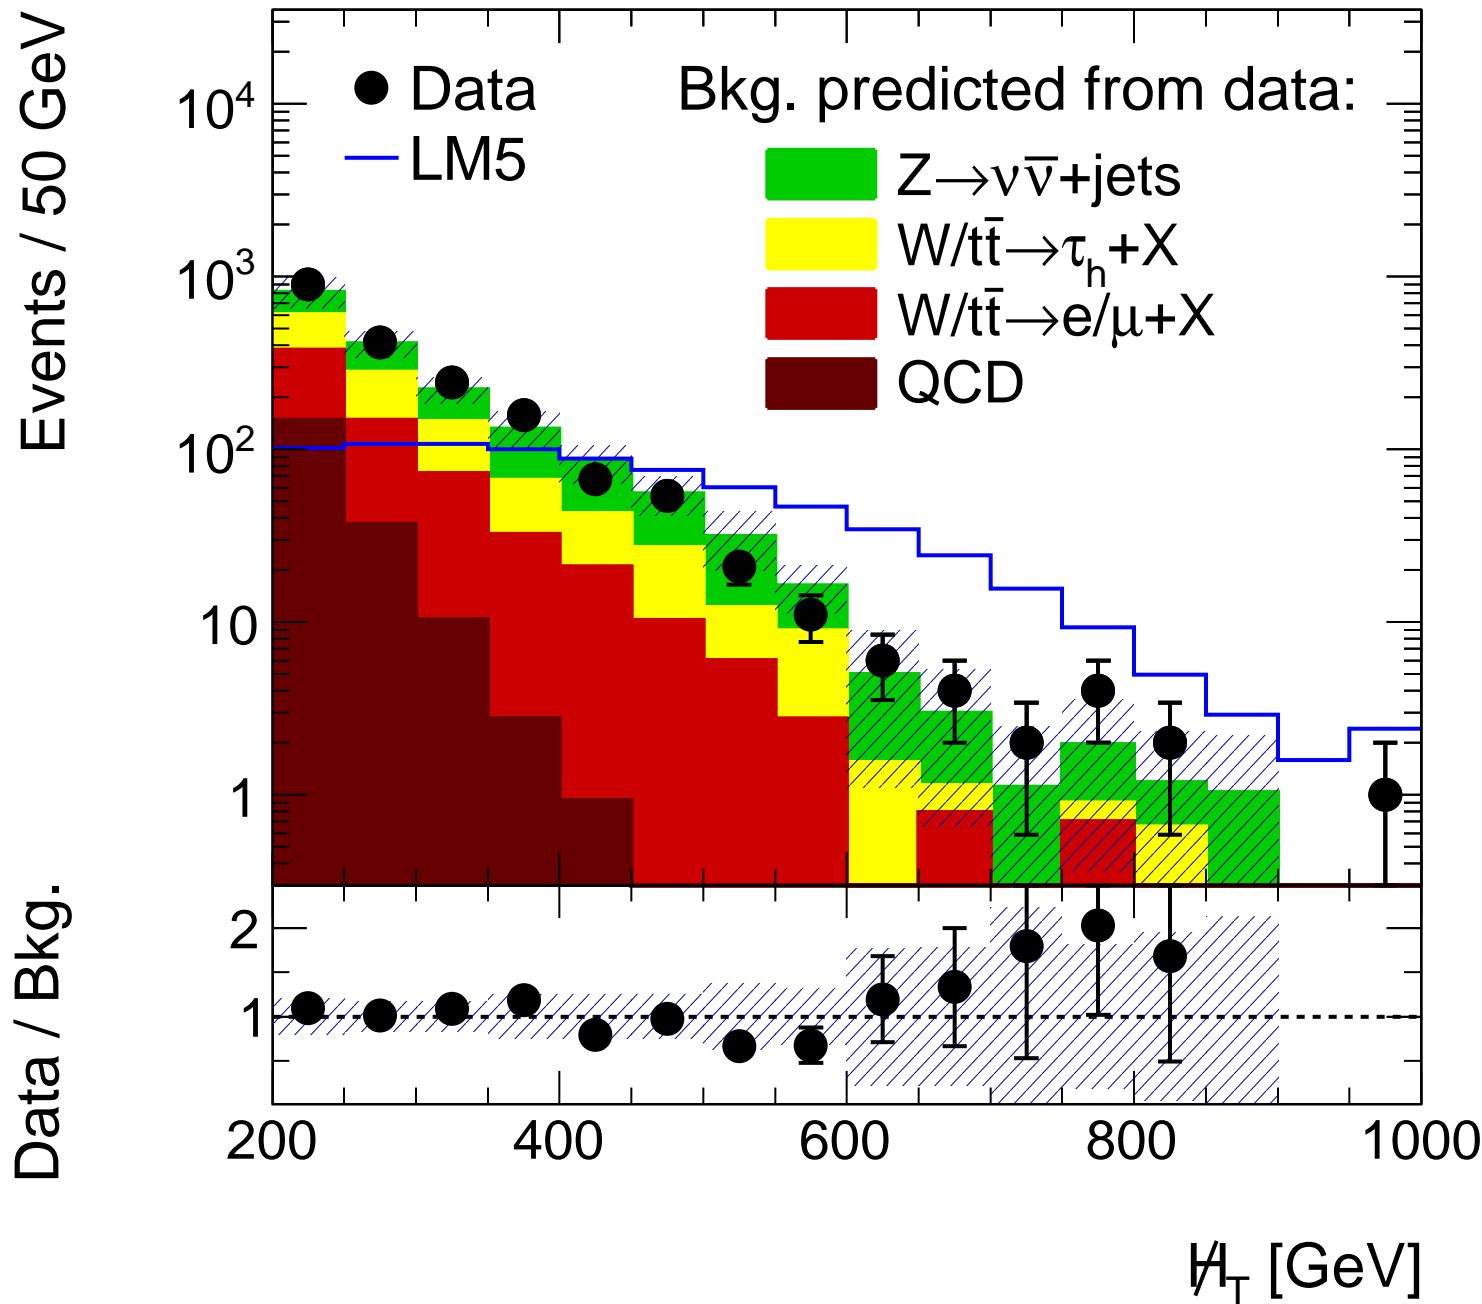 Events / 50 GeV
10⁴
10³
10²
10
1
Data
LM5
Bkg. predicted from data:
Z→νν̅+jets
W/tt̅→τₕ+X
W/tt̅→e/μ+X
QCD
Data / Bkg.
2
1
200 400 600 800 1000
H̸_T [GeV]